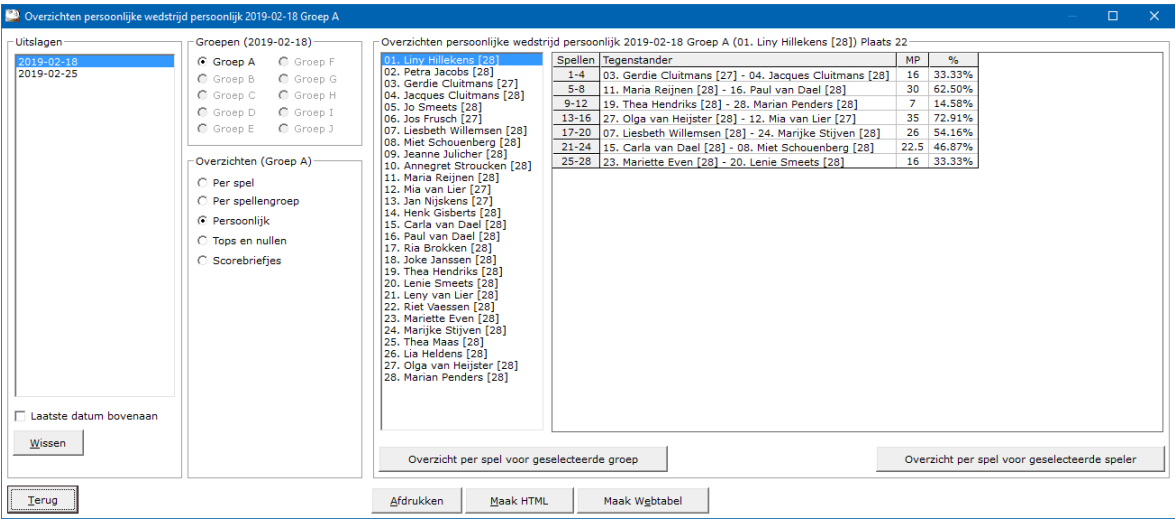 Overzichten persoonlijke wedstrijd persoonlijk 2019-02-18 Groep A
Uitslagen
2019-02-18
2019-02-25
Laatste datum bovenaan
Wissen
Groepen (2019-02-18)
Groep A Groep F
Groep B Groep G
Groep C Groep H
Groep D Groep I
Groep E Groep J
Overzichten (Groep A)
Per spel
Per spellengroep
Persoonlijk
Tops en nullen
Scorebriefjes
Overzichten persoonlijke wedstrijd persoonlijk 2019-02-18 Groep A (01. Liny Hillekens [28]) Plaats 22
01. Liny Hillekens [28]
02. Petra Jacobs [28]
03. Gerdie Cluitmans [27]
04. Jacques Cluitmans [28]
05. Jo Smeets [28]
06. Jos Frusch [27]
07. Liesbeth Willemsen [28]
08. Miet Schouenberg [28]
09. Jeanne Julicher [28]
10. Annegret Stroucken [28]
11. Maria Reijnen [28]
12. Mia van Lier [27]
13. Jan Nijskens [27]
14. Henk Gisberts [28]
15. Carla van Dael [28]
16. Paul van Dael [28]
17. Ria Brokken [28]
18. Joke Janssen [28]
19. Thea Hendriks [28]
20. Lenie Smeets [28]
21. Leny van Lier [28]
22. Riet Vaessen [28]
23. Mariette Even [28]
24. Marijke Stijven [28]
25. Thea Maas [28]
26. Lia Heldens [28]
27. Olga van Heijster [28]
28. Marian Penders [28]
Spellen Tegenstander MP %
1-4 03. Gerdie Cluitmans [27] - 04. Jacques Cluitmans [28] 16 33.33%
5-8 11. Maria Reijnen [28] - 16. Paul van Dael [28] 30 62.50%
9-12 19. Thea Hendriks [28] - 28. Marian Penders [28] 7 14.58%
13-16 27. Olga van Heijster [28] - 12. Mia van Lier [27] 35 72.91%
17-20 07. Liesbeth Willemsen [28] - 24. Marijke Stijven [28] 26 54.16%
21-24 15. Carla van Dael [28] - 08. Miet Schouenberg [28] 22.5 46.87%
25-28 23. Mariette Even [28] - 20. Lenie Smeets [28] 16 33.33%
Overzicht per spel voor geselecteerde groep
Overzicht per spel voor geselecteerde speler
Terug
Afdrukken
Maak HTML
Maak Webtabel